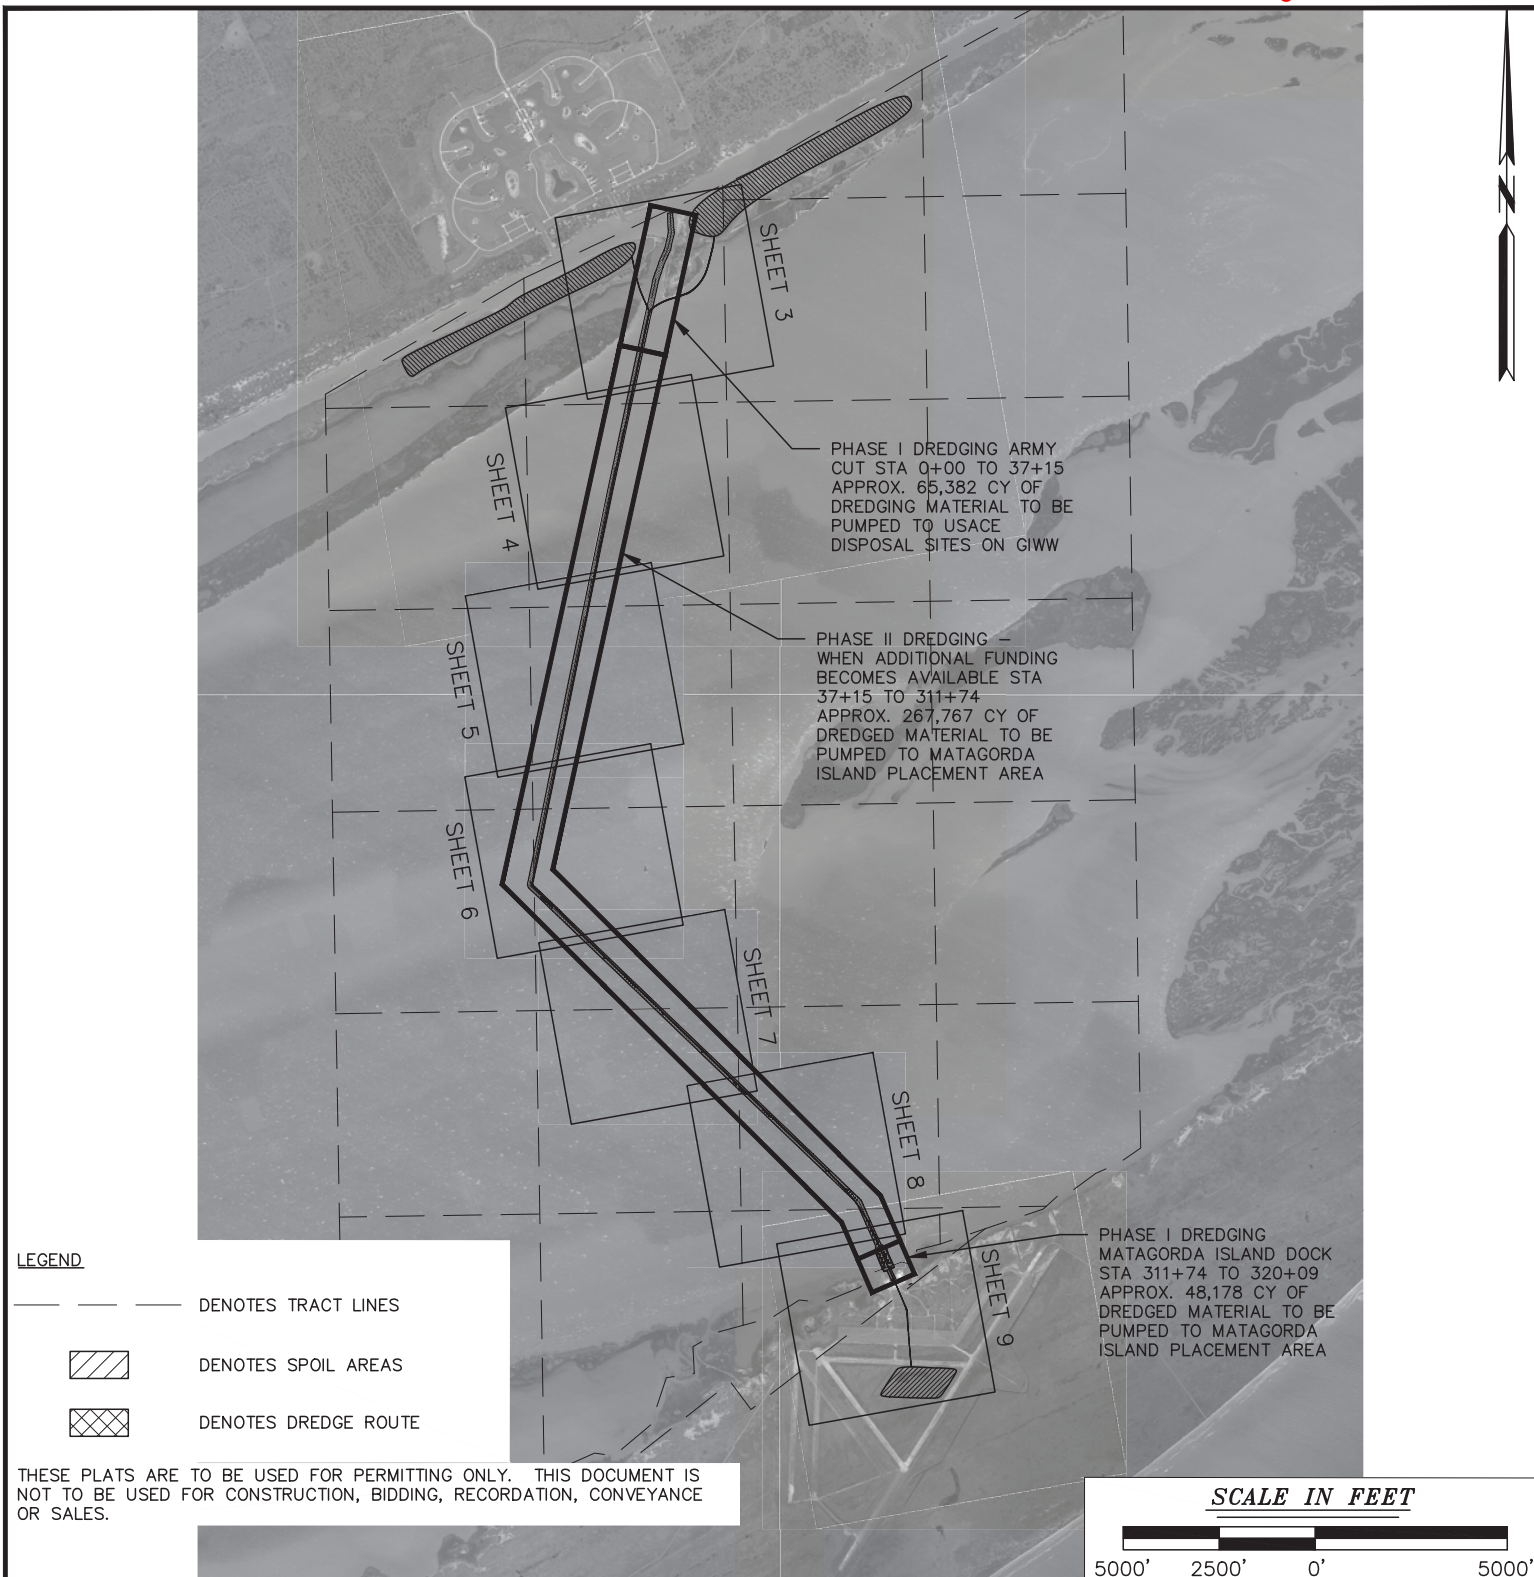 N
SHEET 3
PHASE I DREDGING ARMY
CUT STA 0+00 TO 37+15
APPROX. 65,382 CY OF
DREDGING MATERIAL TO BE
PUMPED TO USACE
DISPOSAL SITES ON GIWW
SHEET 4
PHASE II DREDGING –
WHEN ADDITIONAL FUNDING
BECOMES AVAILABLE STA
37+15 TO 311+74
APPROX. 267,767 CY OF
DREDGED MATERIAL TO BE
PUMPED TO MATAGORDA
ISLAND PLACEMENT AREA
SHEET 5
SHEET 6
SHEET 7
SHEET 8
PHASE I DREDGING
MATAGORDA ISLAND DOCK
STA 311+74 TO 320+09
APPROX. 48,178 CY OF
DREDGED MATERIAL TO BE
PUMPED TO MATAGORDA
ISLAND PLACEMENT AREA
SHEET 9
LEGEND
DENOTES TRACT LINES
DENOTES SPOIL AREAS
DENOTES DREDGE ROUTE
THESE PLATS ARE TO BE USED FOR PERMITTING ONLY. THIS DOCUMENT IS
NOT TO BE USED FOR CONSTRUCTION, BIDDING, RECORDATION, CONVEYANCE
OR SALES.
SCALE IN FEET
5000' 2500' 0' 5000'